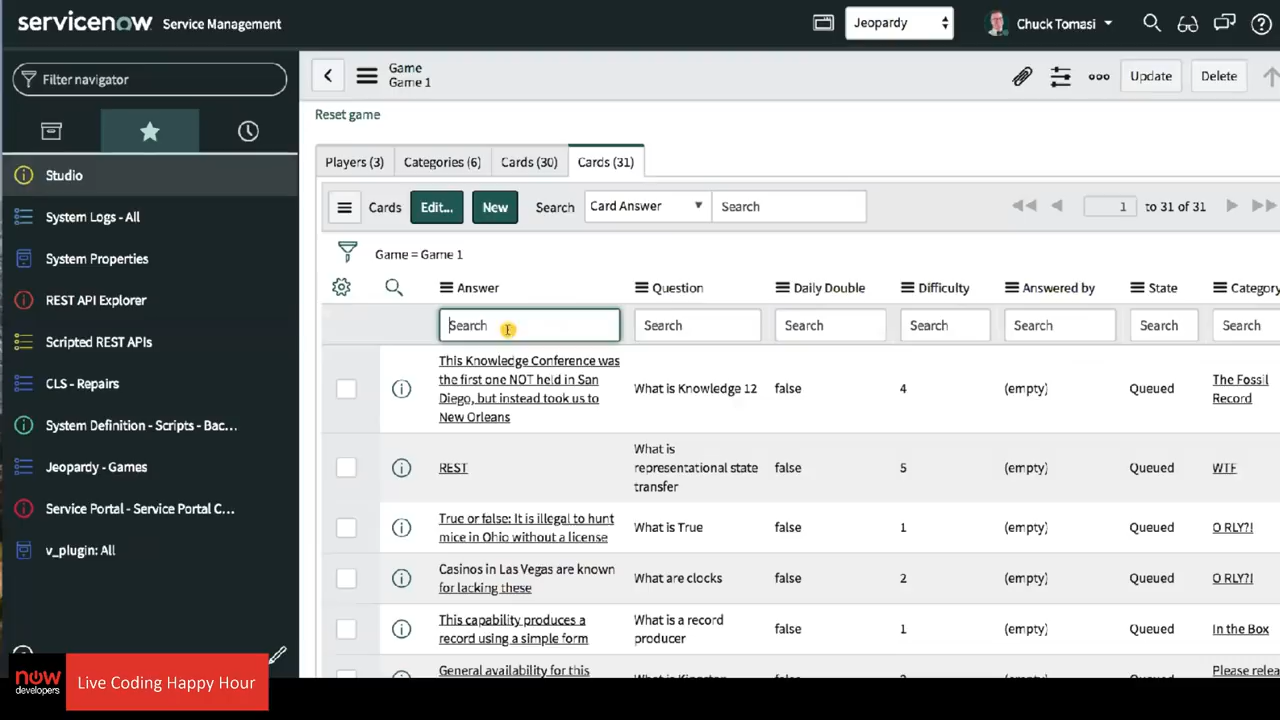 servicenow Service Management
Jeopardy
Chuck Tomasi
Filter navigator
Studio
System Logs - All
System Properties
REST API Explorer
Scripted REST APIs
CLS - Repairs
System Definition - Scripts - Bac...
Jeopardy - Games
Service Portal - Service Portal C...
v_plugin: All
Game
Game 1
Update
Delete
Reset game
Players (3)
Categories (6)
Cards (30)
Cards (31)
Cards
Edit...
New
Search
Card Answer
Search
1 to 31 of 31
Game = Game 1
Answer
Question
Daily Double
Difficulty
Answered by
State
Category
Search
Search
Search
Search
Search
Search
Search
This Knowledge Conference was
the first one NOT held in San
Diego, but instead took us to
New Orleans
What is Knowledge 12
false
4
(empty)
Queued
The Fossil
Record
REST
What is
representational state
transfer
false
5
(empty)
Queued
WTF
True or false: It is illegal to hunt
mice in Ohio without a license
What is True
false
1
(empty)
Queued
O RLY?!
Casinos in Las Vegas are known
for lacking these
What are clocks
false
2
(empty)
Queued
O RLY?!
This capability produces a
record using a simple form
What is a record
producer
false
1
(empty)
Queued
In the Box
General availability for this
Please relea
now
developers
Live Coding Happy Hour